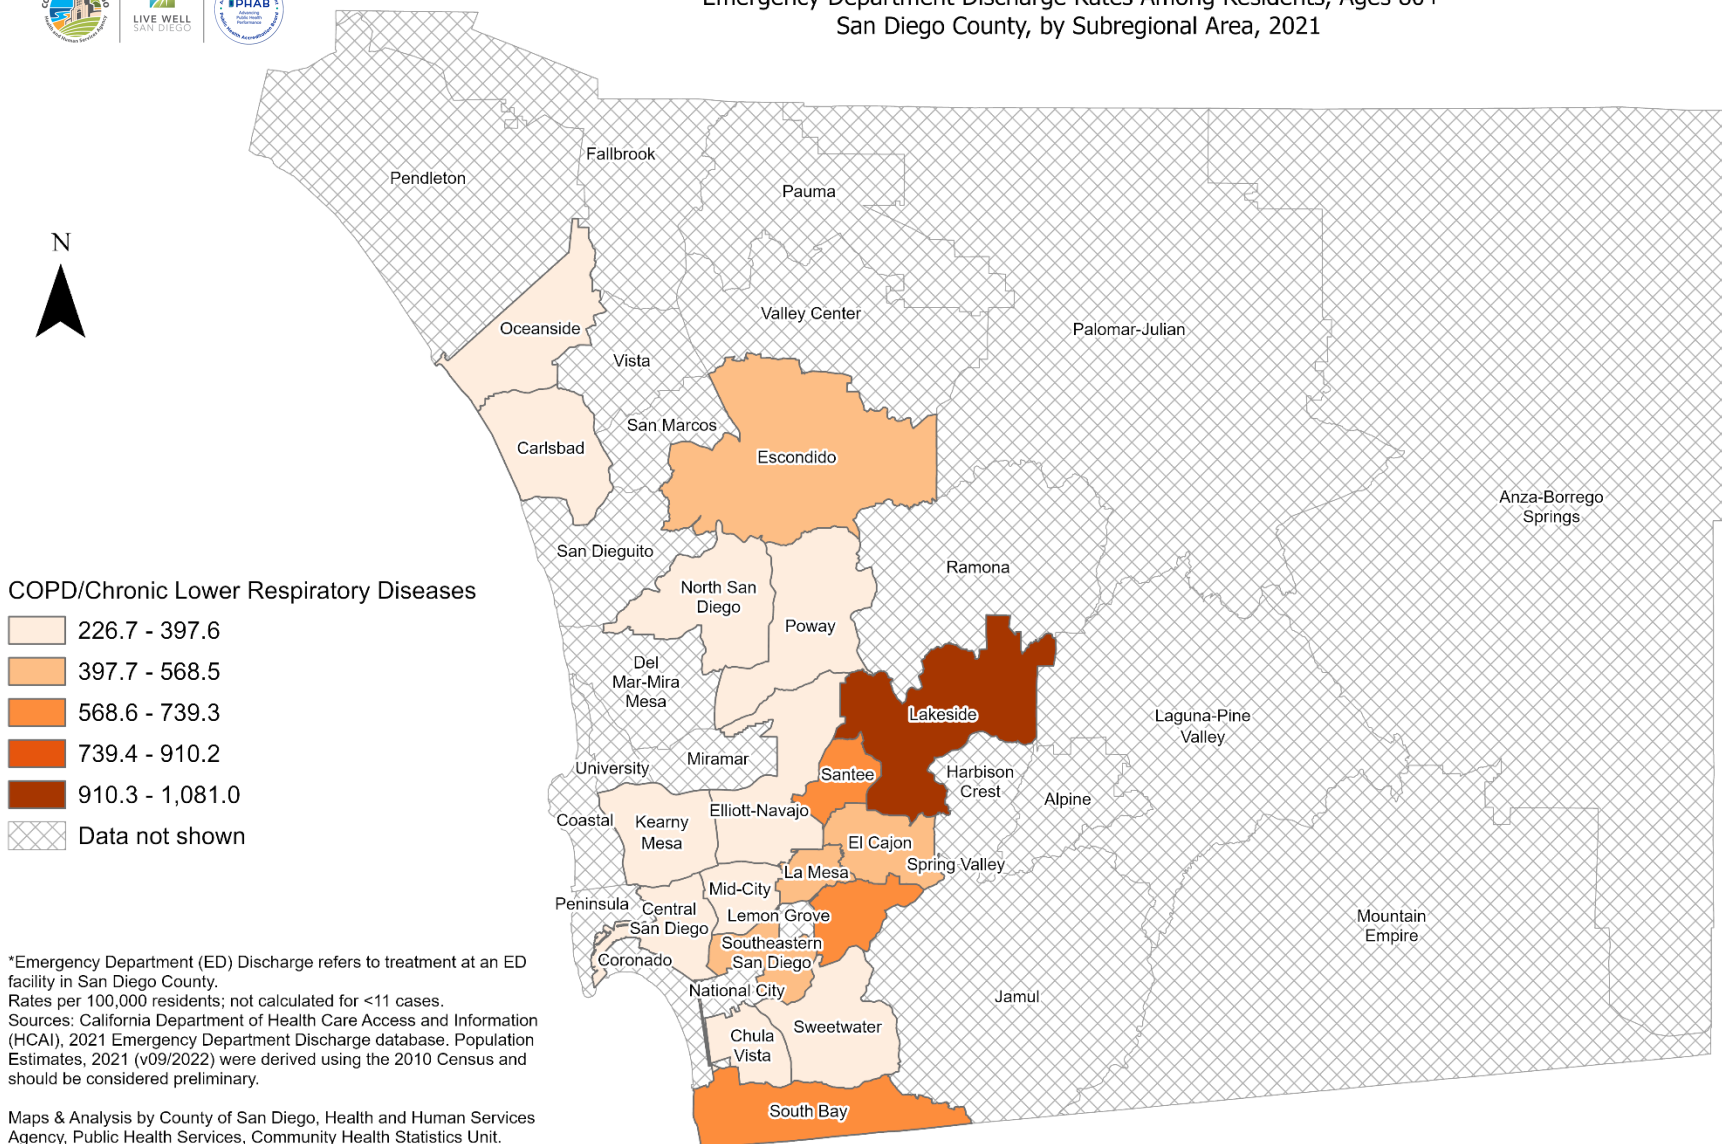 LIVE WELL
SAN DIEGO
PHAB
Advancing
Public Health
Performance
Emergency Department Discharge Rates Among Residents, Ages 80+
San Diego County, by Subregional Area, 2021
Fallbrook
Pendleton
Pauma
N
Valley Center
Oceanside
Palomar-Julian
Vista
San Marcos
Carlsbad
Escondido
Anza-Borrego
Springs
San Dieguito
Ramona
North San
Diego
Poway
Del
Mar-Mira
Mesa
Lakeside
Laguna-Pine
Valley
Miramar
University
Santee
Harbison
Crest
Alpine
Elliott-Navajo
Coastal
Kearny
Mesa
El Cajon
Spring Valley
La Mesa
Mid-City
Peninsula
Central
San Diego
Lemon Grove
Mountain
Empire
Southeastern
San Diego
Coronado
National City
Jamul
Sweetwater
Chula
Vista
South Bay
COPD/Chronic Lower Respiratory Diseases
226.7 - 397.6
397.7 - 568.5
568.6 - 739.3
739.4 - 910.2
910.3 - 1,081.0
Data not shown
*Emergency Department (ED) Discharge refers to treatment at an ED
facility in San Diego County.
Rates per 100,000 residents; not calculated for <11 cases.
Sources: California Department of Health Care Access and Information
(HCAI), 2021 Emergency Department Discharge database. Population
Estimates, 2021 (v09/2022) were derived using the 2010 Census and
should be considered preliminary.
Maps & Analysis by County of San Diego, Health and Human Services
Agency, Public Health Services, Community Health Statistics Unit.